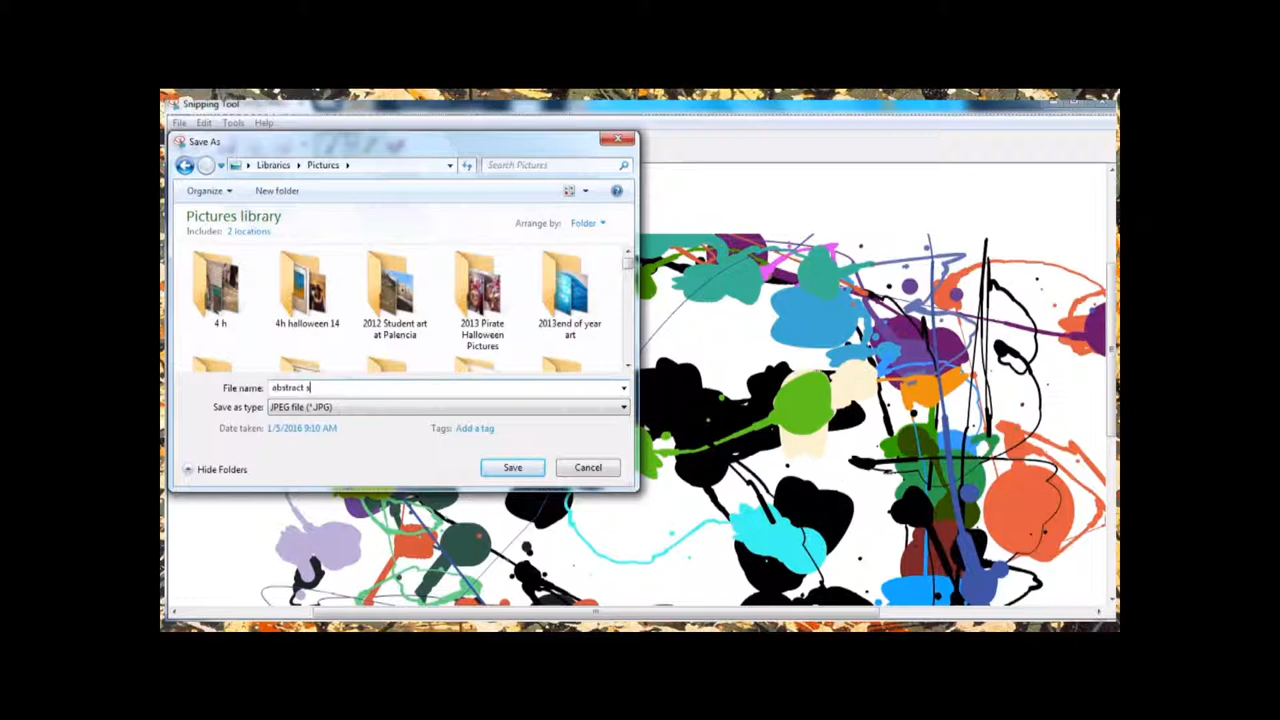 Snipping Tool
File Edit Tools Help
Save As
Libraries Pictures
Search Pictures
Organize New folder
Pictures library
Includes: 2 locations
Arrange by: Folder
4 h
4h halloween 14
2012 Student art
at Palencia
2013 Pirate
Halloween
Pictures
2013end of year
art
File name: abstract s
Save as type: JPEG file (*.JPG)
Date taken: 1/5/2016 9:10 AM
Tags: Add a tag
Hide Folders
Save
Cancel